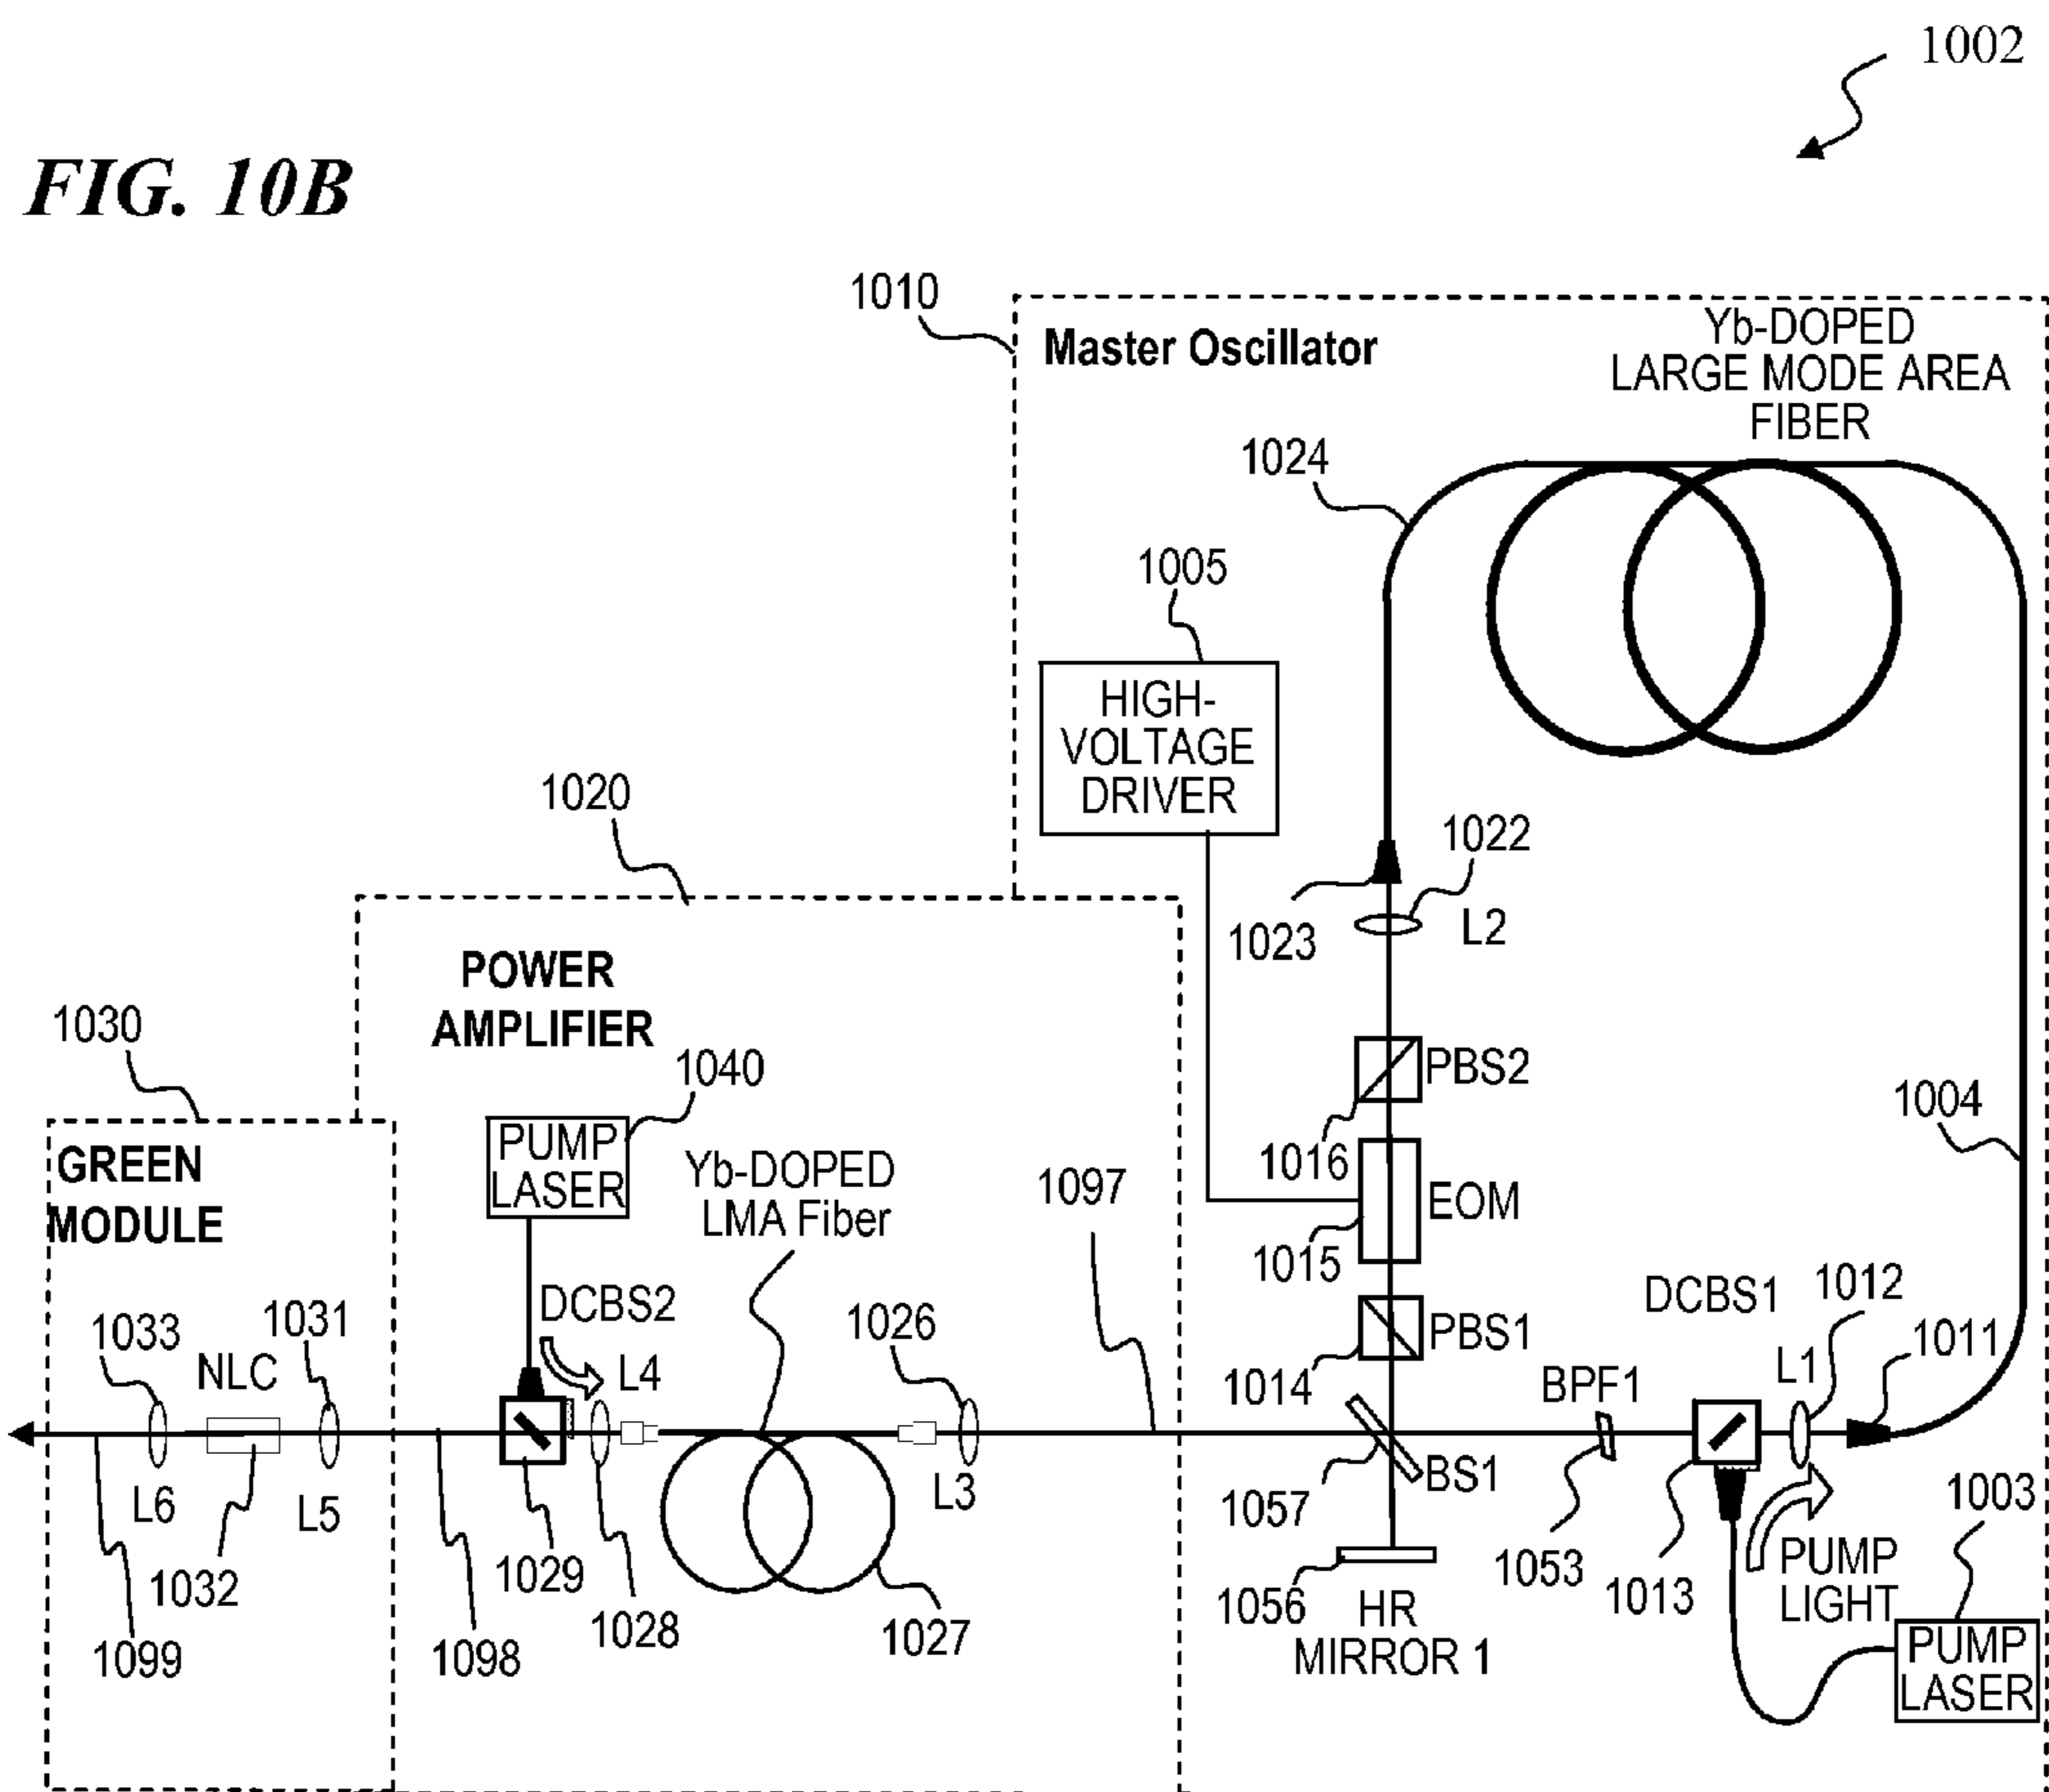 1002
FIG. 10B
1010
Master Oscillator
Yb-DOPED
LARGE MODE AREA
FIBER
1024
1005
HIGH-
VOLTAGE
DRIVER
1020
1022
1023
L2
POWER
AMPLIFIER
1030
1040
PBS2
1004
PUMP
LASER
GREEN
MODULE
Yb-DOPED
LMA Fiber
1097
1016
EOM
1015
DCBS2
DCBS1
1012
1033
1031
1026
PBS1
1011
NLC
L4
1014
BPF1
L1
L6
L5
L3
1057
BS1
1003
1032
1029
1053
1013
PUMP
LIGHT
1056
HR
MIRROR 1
1099
1098
1028
1027
PUMP
LASER